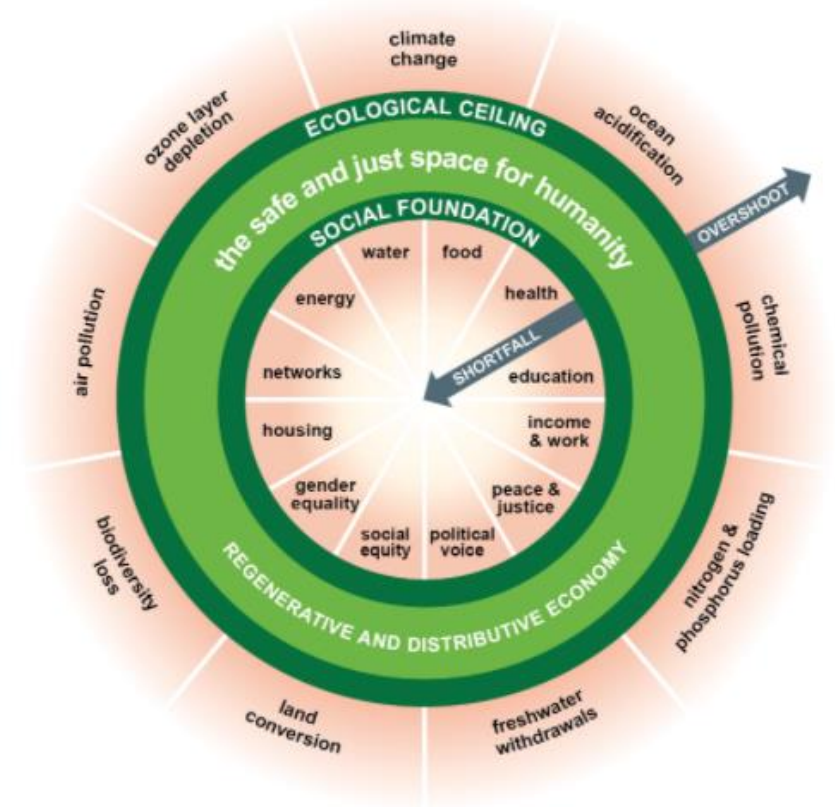 climate
change
ocean
acidification
OVERSHOOT
chemical
pollution
nitrogen &
phosphorus loading
freshwater
withdrawals
land
conversion
biodiversity
loss
air pollution
ozone layer
depletion
ECOLOGICAL CEILING
the safe and just space for humanity
SOCIAL FOUNDATION
water
food
health
SHORTFALL
education
income
& work
peace &
justice
political
voice
social
equity
gender
equality
housing
networks
energy
REGENERATIVE AND DISTRIBUTIVE ECONOMY